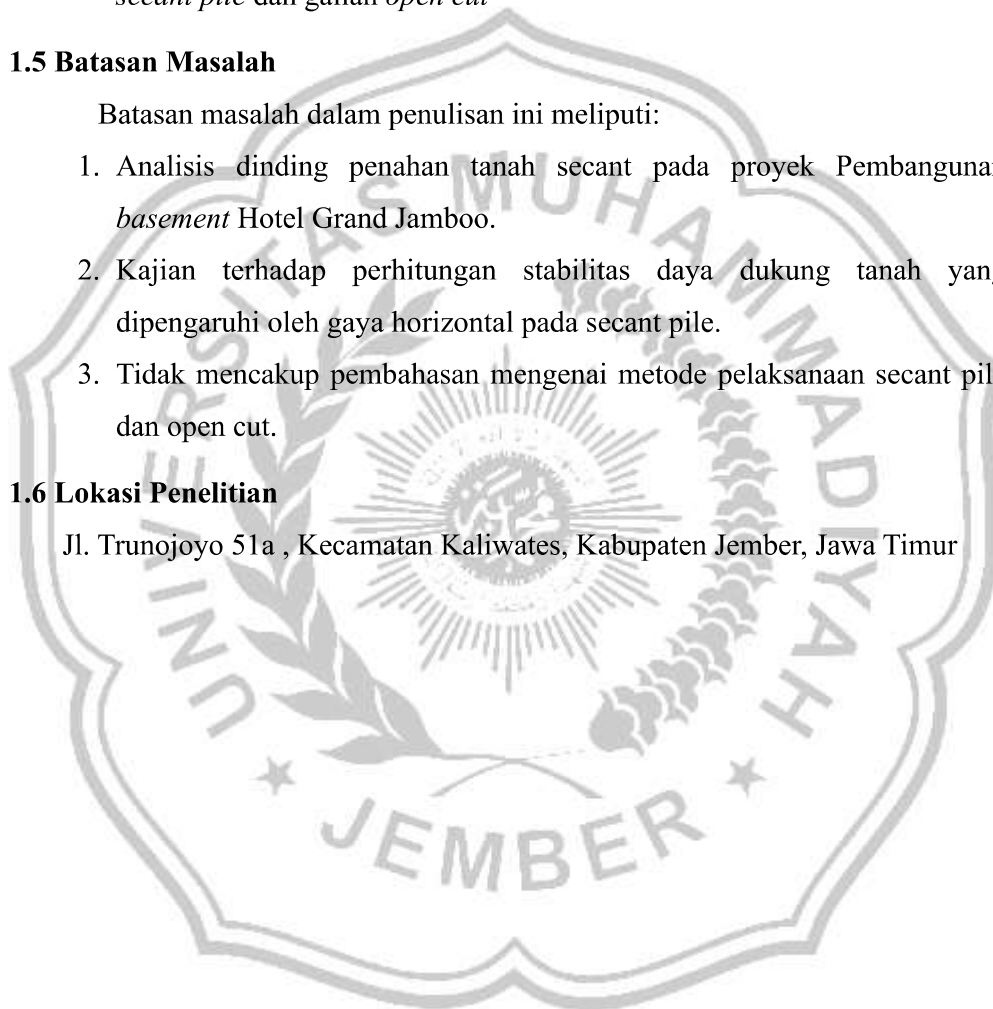 secant pile dan galian open cut
1.5 Batasan Masalah
Batasan masalah dalam penulisan ini meliputi:
1. Analisis dinding penahan tanah secant pada proyek Pembanguna
basement Hotel Grand Jamboo.
2. Kajian terhadap perhitungan stabilitas daya dukung tanah yang
dipengaruhi oleh gaya horizontal pada secant pile.
3. Tidak mencakup pembahasan mengenai metode pelaksanaan secant pil
dan open cut.
1.6 Lokasi Penelitian
Jl. Trunojoyo 51a , Kecamatan Kaliwates, Kabupaten Jember, Jawa Timur
UNIVERSITAS MUHAMMADIYAH
JEMBER